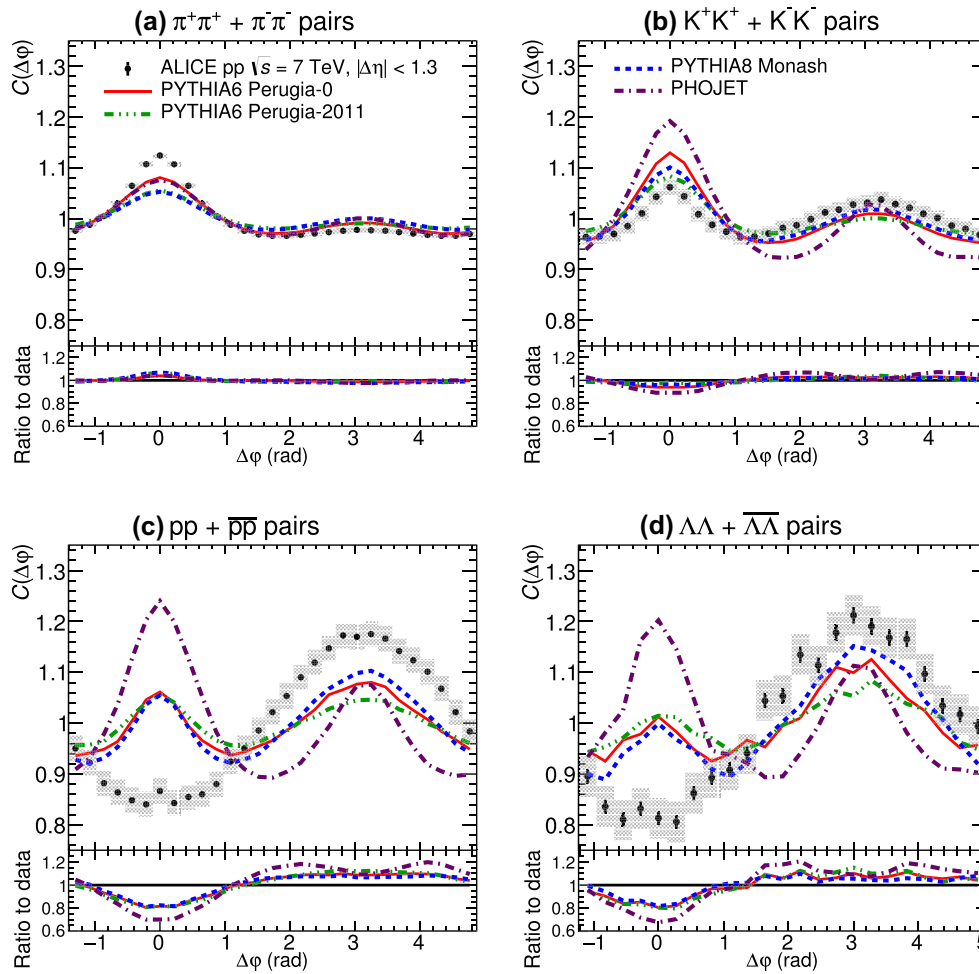 (a) π⁺π⁺ + π⁻π⁻ pairs
C(Δφ)
1.3
1.2
1.1
1
0.9
0.8
ALICE pp √s = 7 TeV, |Δη| < 1.3
PYTHIA6 Perugia-0
PYTHIA6 Perugia-2011
Ratio to data
1.2
1
0.8
0.6
−1 0 1 2 3 4
Δφ (rad)
(b) K⁺K⁺ + K⁻K⁻ pairs
C(Δφ)
1.3
1.2
1.1
1
0.9
0.8
PYTHIA8 Monash
PHOJET
Ratio to data
1.2
1
0.8
0.6
−1 0 1 2 3 4
Δφ (rad)
(c) pp + p̅p̅ pairs
C(Δφ)
1.3
1.2
1.1
1
0.9
0.8
Ratio to data
1.2
1
0.8
0.6
−1 0 1 2 3 4
Δφ (rad)
(d) ΛΛ + Λ̅Λ̅ pairs
C(Δφ)
1.3
1.2
1.1
1
0.9
0.8
Ratio to data
1.2
1
0.8
0.6
−1 0 1 2 3 4 5
Δφ (rad)